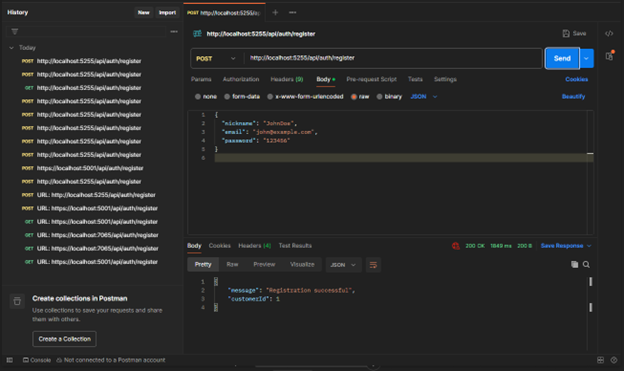 History
New
Import
POST http://localhost:5255/ap
http://localhost:5255/api/auth/register
Save
Today
POST http://localhost:5255/api/auth/register
POST http://localhost:5255/api/auth/register
GET http://localhost:5255/api/auth/register
POST http://localhost:5255/api/auth/register
POST http://localhost:5255/api/auth/register
POST http://localhost:5255/api/auth/register
POST http://localhost:5255/api/auth/register
POST http://localhost:5255/api/auth/register
POST https://localhost:5001/api/auth/register
POST http://localhost:5255/api/auth/register
POST URL: http://localhost:5255/api/auth/register
POST URL: https://localhost:5001/api/auth/register
GET URL: https://localhost:5001/api/auth/register
GET URL: https://localhost:7065/api/auth/register
GET URL: https://localhost:7065/api/auth/register
GET URL: https://localhost:5001/api/auth/register
POST
http://localhost:5255/api/auth/register
Send
Params Authorization Headers (9) Body Pre-request Script Tests Settings
Cookies
none form-data x-www-form-urlencoded raw binary JSON
Beautify
1 {
2 "nickname": "JohnDoe",
3 "email": "john@example.com",
4 "password": "123456"
5 }
6
Body Cookies Headers (4) Test Results
200 OK 1849 ms 200 B Save Response
Pretty Raw Preview Visualize JSON
1 {
2 "message": "Registration successful",
3 "customerId": 1
4 }
Create collections in Postman
Use collections to save your requests and share
them with others.
Create a Collection
Console Not connected to a Postman account